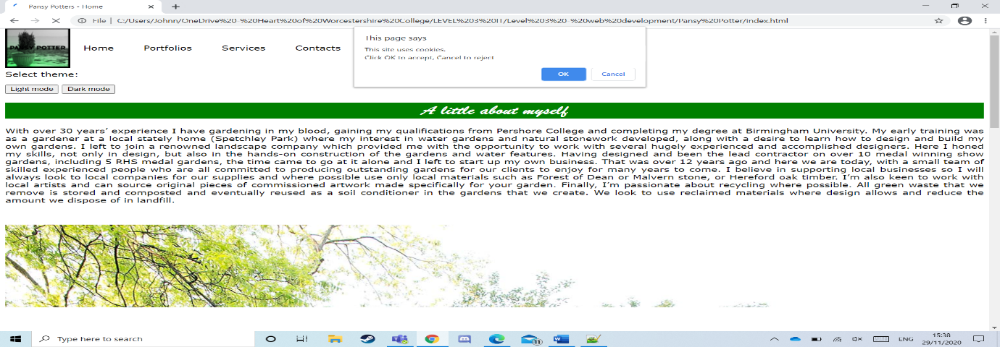 Pansy Potters - Home
File | C:/Users/Johnn/OneDrive%20-%20Heart%20of%20Worcestershire%20College/LEVEL%203%20IT/Level%203%20-%20web%20development/Pansy%20Potter/index.html
This page says
This site uses cookies.
Click OK to accept, Cancel to reject
OK Cancel
PANSY POTTER
Home Portfolios Services Contacts
Select theme:
Light mode Dark mode
A little about myself
With over 30 years’ experience I have gardening in my blood, gaining my qualifications from Pershore College and completing my degree at Birmingham University. My early training was
as a gardener at a local stately home (Spetchley Park) where my interest in water gardens and natural stonework developed, along with a desire to learn how to design and build my
own gardens. I left to join a renowned landscape company which provided me with the opportunity to work with several hugely experienced and accomplished designers. Here I honed
my skills, not only in design, but also in the hands-on construction of the gardens and water features. Having designed and been the lead contractor on over 10 medal winning show
gardens, including 5 RHS medal gardens, the time came to go at it alone and I left to start up my own business. That was over 12 years ago and here we are today, with a small team of
skilled experienced people who are all committed to producing outstanding gardens for our clients to enjoy for many years to come. I believe in supporting local businesses so I will
always look to local companies for our supplies and where possible use only local materials such as Forest of Dean or Malvern stone, or Hereford oak timber. I’m also keen to work with
local artists and can source original pieces of commissioned artwork made specifically for your garden. Finally, I’m passionate about recycling where possible. All green waste that we
remove is stored and composted and eventually reused as a soil conditioner in the gardens that we create. We look to use reclaimed materials where design allows and reduce the
amount we dispose of in landfill.
Type here to search
11
ENG
15:38
29/11/2020